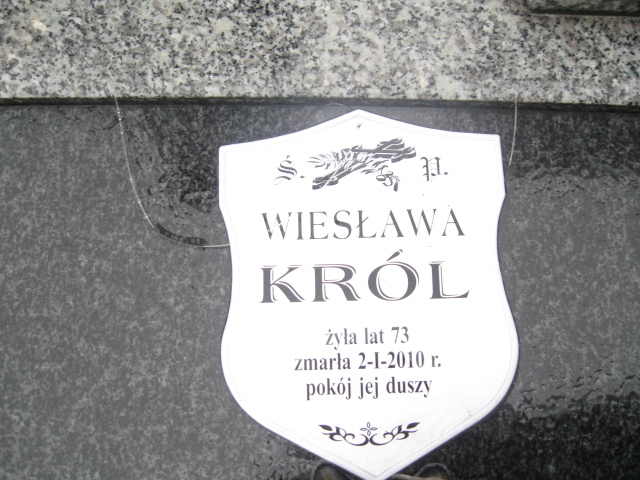 Ś. P.
WIESŁAWA
KRÓL
żyła lat 73
zmarła 2-I-2010 r.
pokój jej duszy